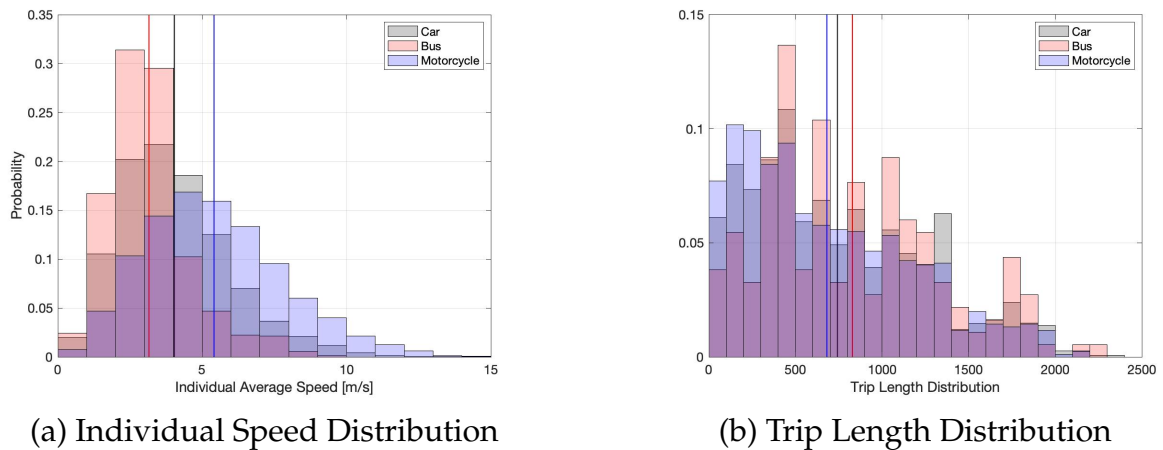 0.35
0.3
0.25
0.2
0.15
0.1
0.05
0
Probability
0 5 10 15
Individual Average Speed [m/s]
Car
Bus
Motorcycle
(a) Individual Speed Distribution
0.15
0.1
0.05
0
0 500 1000 1500 2000 2500
Trip Length Distribution
Car
Bus
Motorcycle
(b) Trip Length Distribution